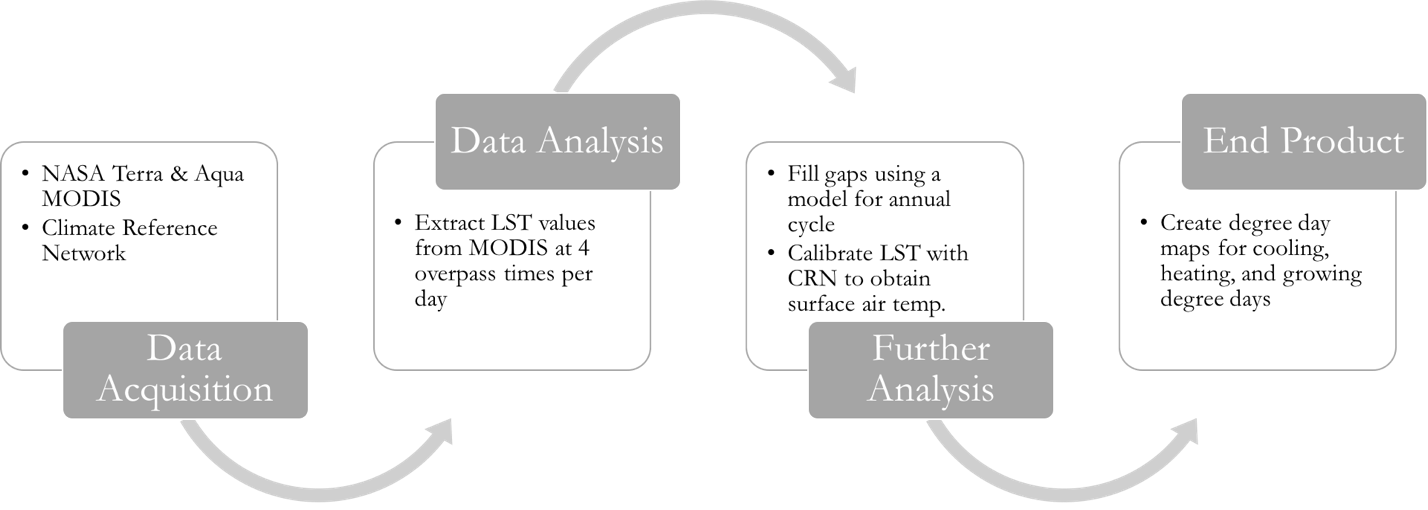 • NASA Terra & Aqua
MODIS
• Climate Reference
Network
Data
Acquisition
Data Analysis
• Extract LST values
from MODIS at 4
overpass times per
day
• Fill gaps using a
model for annual
cycle
• Calibrate LST with
CRN to obtain
surface air temp.
Further
Analysis
End Product
• Create degree day
maps for cooling,
heating, and growing
degree days